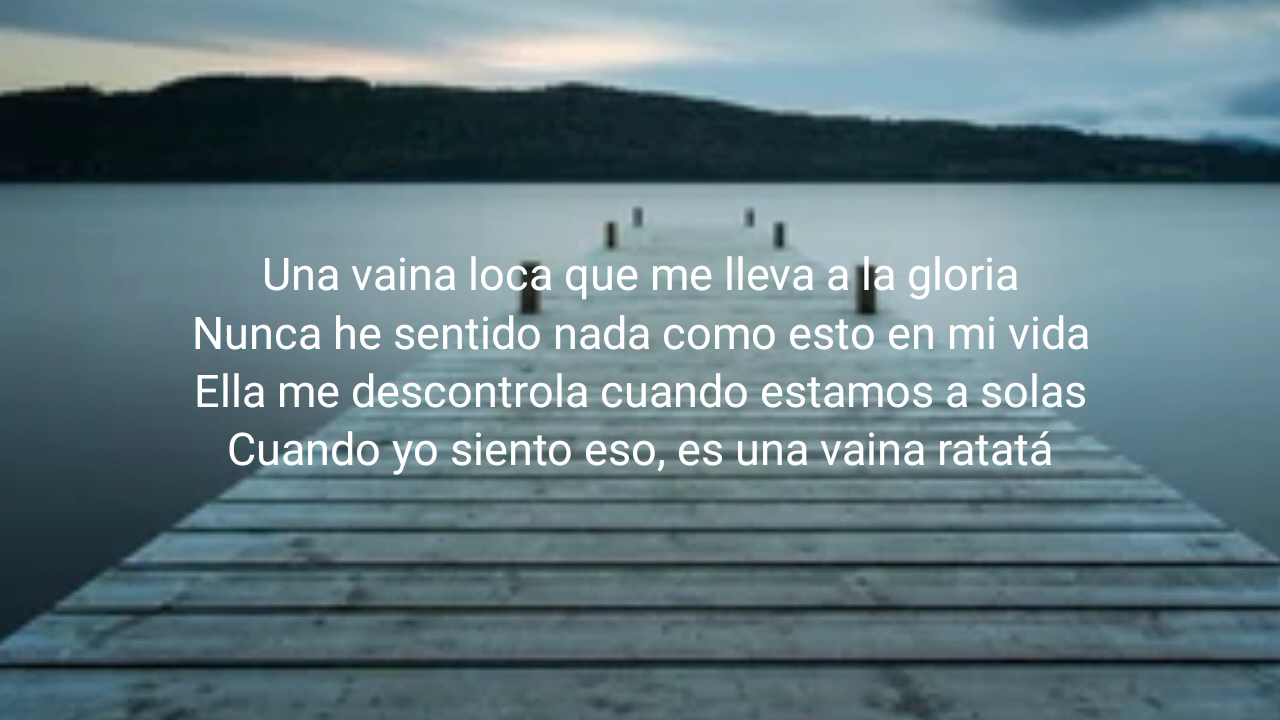 Una vaina loca que me lleva a la gloria
Nunca he sentido nada como esto en mi vida
Ella me descontrola cuando estamos a solas
Cuando yo siento eso, es una vaina ratatá